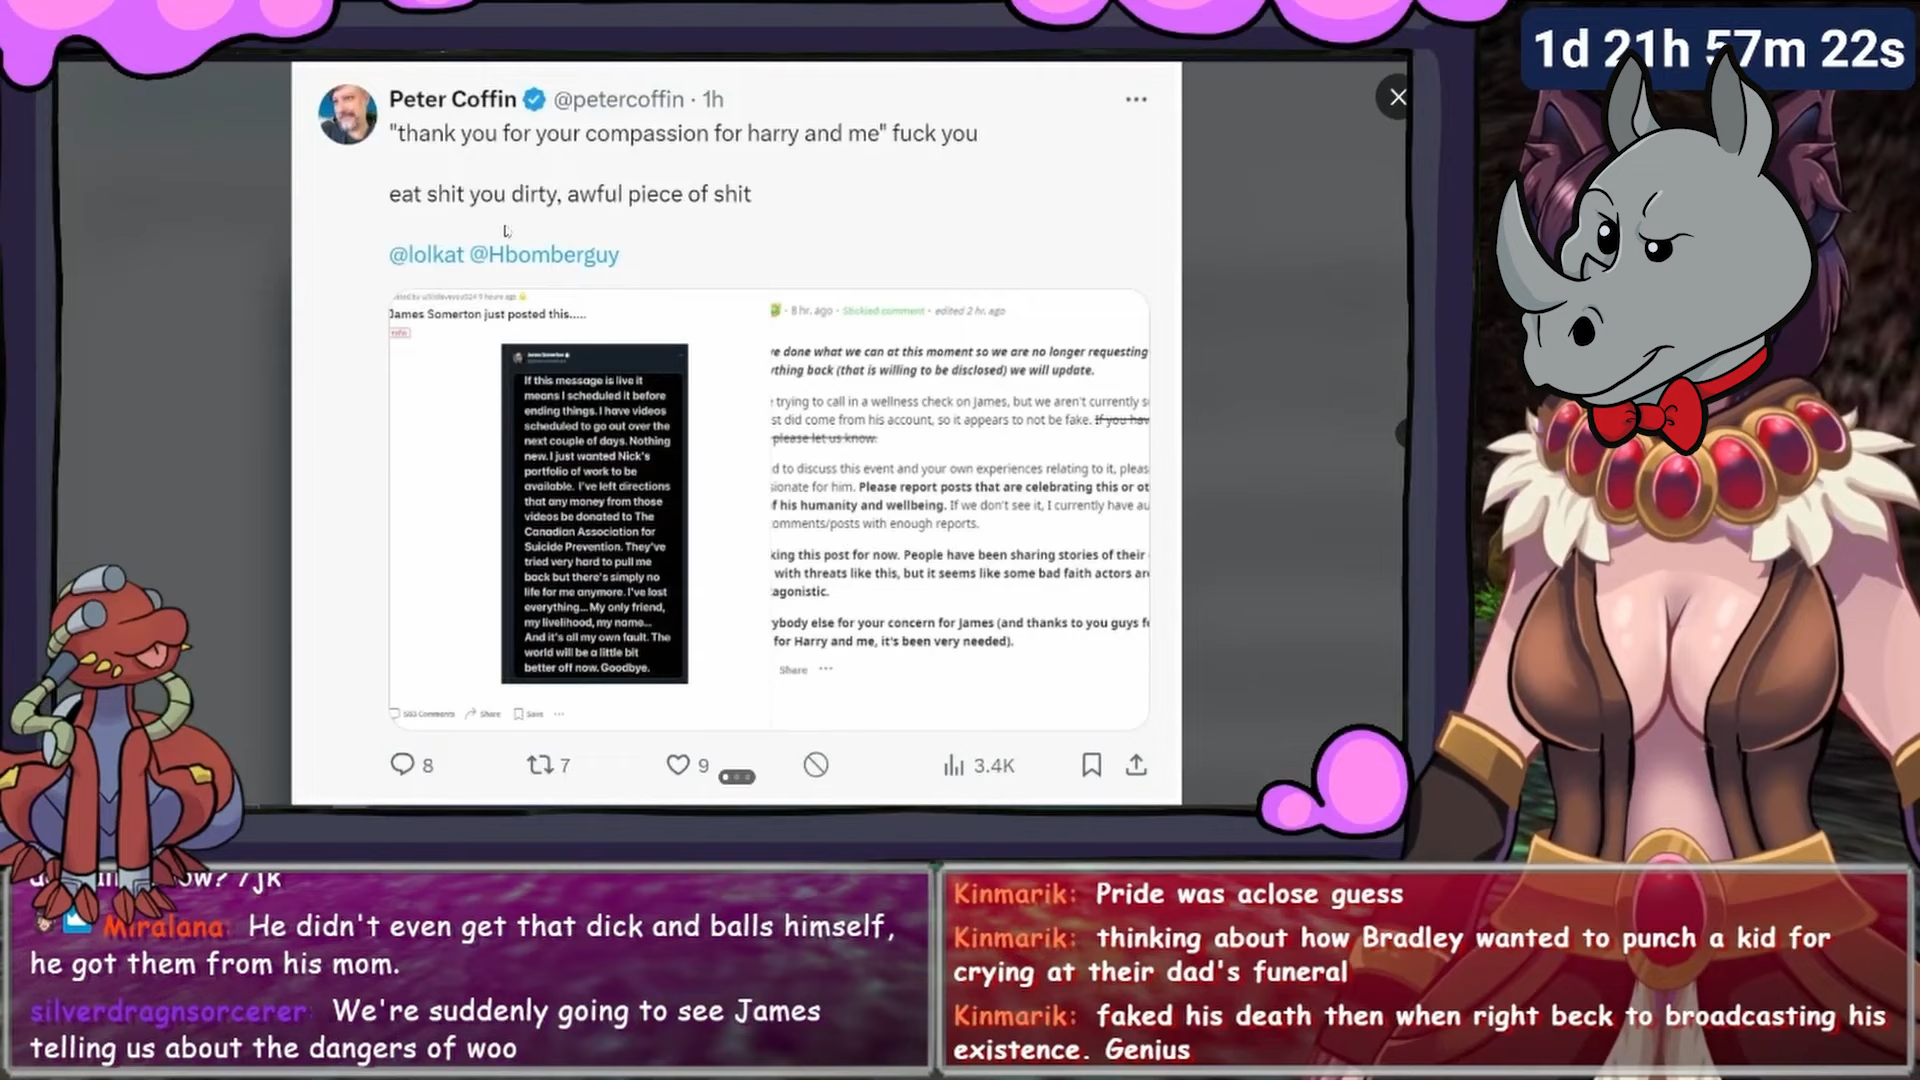 1d 21h 57m 22s
Peter Coffin @petercoffin · 1h
"thank you for your compassion for harry and me" fuck you
eat shit you dirty, awful piece of shit
@lolkat @Hbomberguy
James Somerton just posted this.....
If this message is live it
means I scheduled it before
ending things. I have videos
scheduled to go out over the
next couple of days. Nothing
new. I just wanted Nick's
portfolio of work to be
available. I've left directions
that any money from those
videos be donated to The
Canadian Association for
Suicide Prevention. They've
tried very hard to pull me
back but there's simply no
life for me anymore. I've lost
everything... My only friend,
my livelihood, my name...
And it's all my own fault. The
world will be a little bit
better off now. Goodbye.
553 Comments Share Save ...
· 8 hr. ago · Stickied comment · edited 2 hr. ago
done what we can at this moment so we are no longer requesting
rthing back (that is willing to be disclosed) we will update.
trying to call in a wellness check on James, but we aren't currently s
st did come from his account, so it appears to not be fake. If you hav
please let us know.
d to discuss this event and your own experiences relating to it, pleas
sionate for him. Please report posts that are celebrating this or ot
f his humanity and wellbeing. If we don't see it, I currently have au
omments/posts with enough reports.
king this post for now. People have been sharing stories of their
with threats like this, but it seems like some bad faith actors are
agonistic.
ybody else for your concern for James (and thanks to you guys f
for Harry and me, it's been very needed).
Share ...
8 7 9 3.4K
ow? /jk
Miralana: He didn't even get that dick and balls himself,
he got them from his mom.
silverdragnsorcerer: We're suddenly going to see James
telling us about the dangers of woo
Kinmarik: Pride was aclose guess
Kinmarik: thinking about how Bradley wanted to punch a kid for
crying at their dad's funeral
Kinmarik: faked his death then when right beck to broadcasting his
existence. Genius